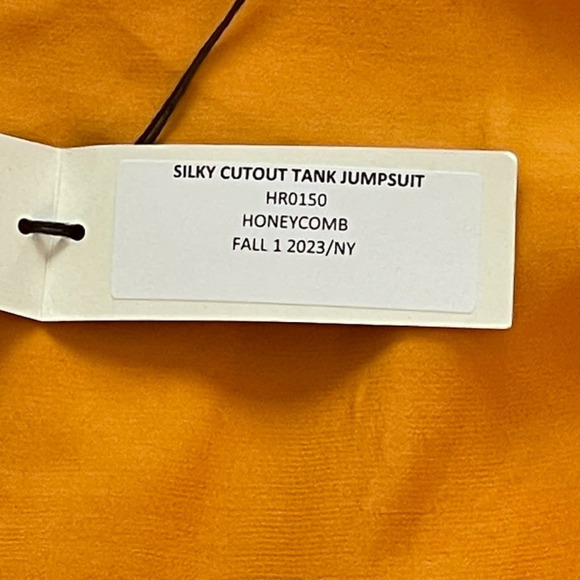 SILKY CUTOUT TANK JUMPSUIT
HR0150
HONEYCOMB
FALL 1 2023/NY